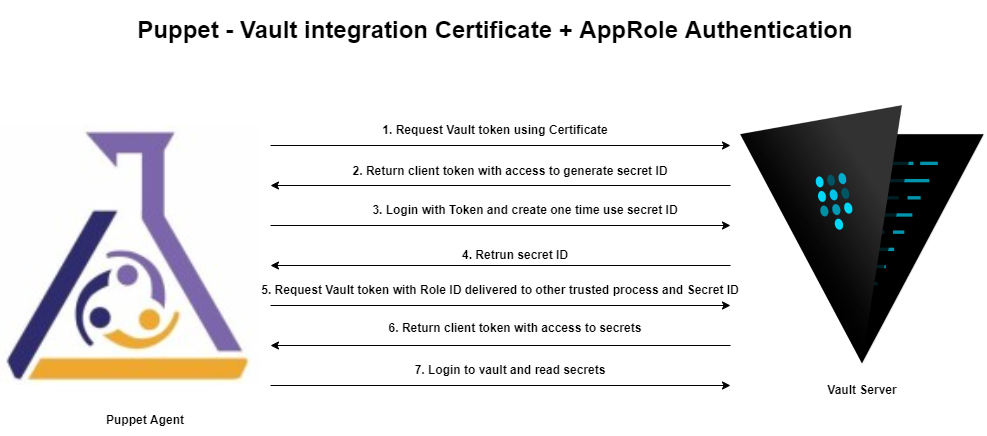 Puppet - Vault integration Certificate + AppRole Authentication
1. Request Vault token using Certificate
2. Return client token with access to generate secret ID
3. Login with Token and create one time use secret ID
4. Retrun secret ID
5. Request Vault token with Role ID delivered to other trusted process and Secret ID
6. Return client token with access to secrets
7. Login to vault and read secrets
Vault Server
Puppet Agent